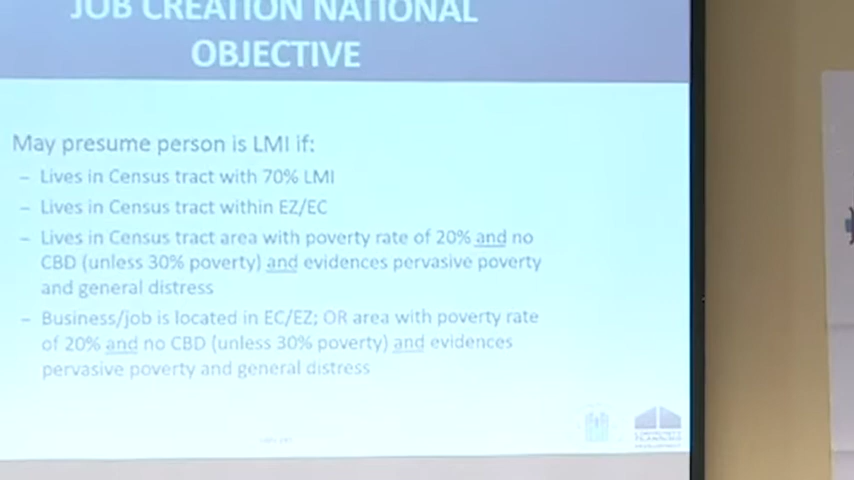 JOB CREATION NATIONAL
OBJECTIVE
May presume person is LMI if:
– Lives in Census tract with 70% LMI
– Lives in Census tract within EZ/EC
– Lives in Census tract area with poverty rate of 20% and no
CBD (unless 30% poverty) and evidences pervasive poverty
and general distress
– Business/job is located in EC/EZ; OR area with poverty rate
of 20% and no CBD (unless 30% poverty) and evidences
pervasive poverty and general distress